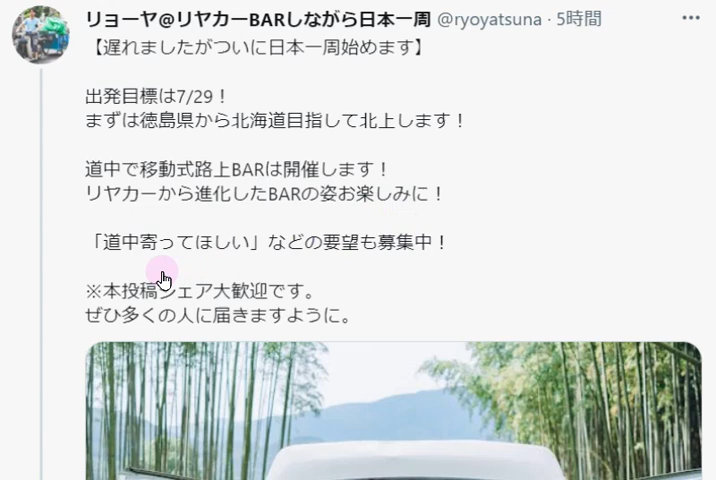 リョーヤ@リヤカーBARしながら日本一周 @ryoyatsuna · 5時間
【遅れましたがついに日本一周始めます】
出発目標は7/29！
まずは徳島県から北海道目指して北上します！
道中で移動式路上BARは開催します！
リヤカーから進化したBARの姿お楽しみに！
「道中寄ってほしい」などの要望も募集中！
※本投稿シェア大歓迎です。
ぜひ多くの人に届きますように。